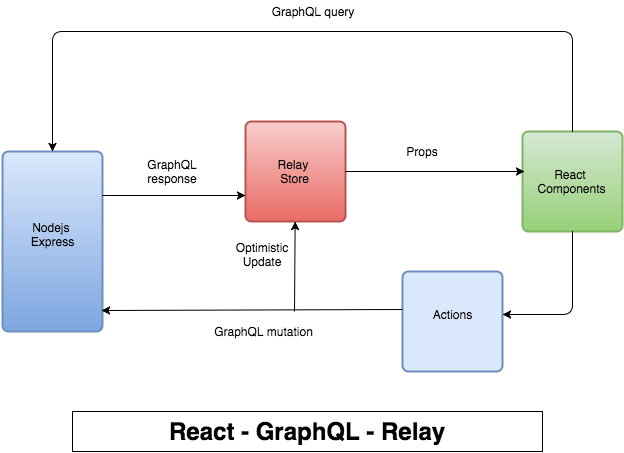 GraphQL query
GraphQL
response
Relay
Store
Props
React
Components
Nodejs
Express
Optimistic
Update
Actions
GraphQL mutation
React - GraphQL - Relay